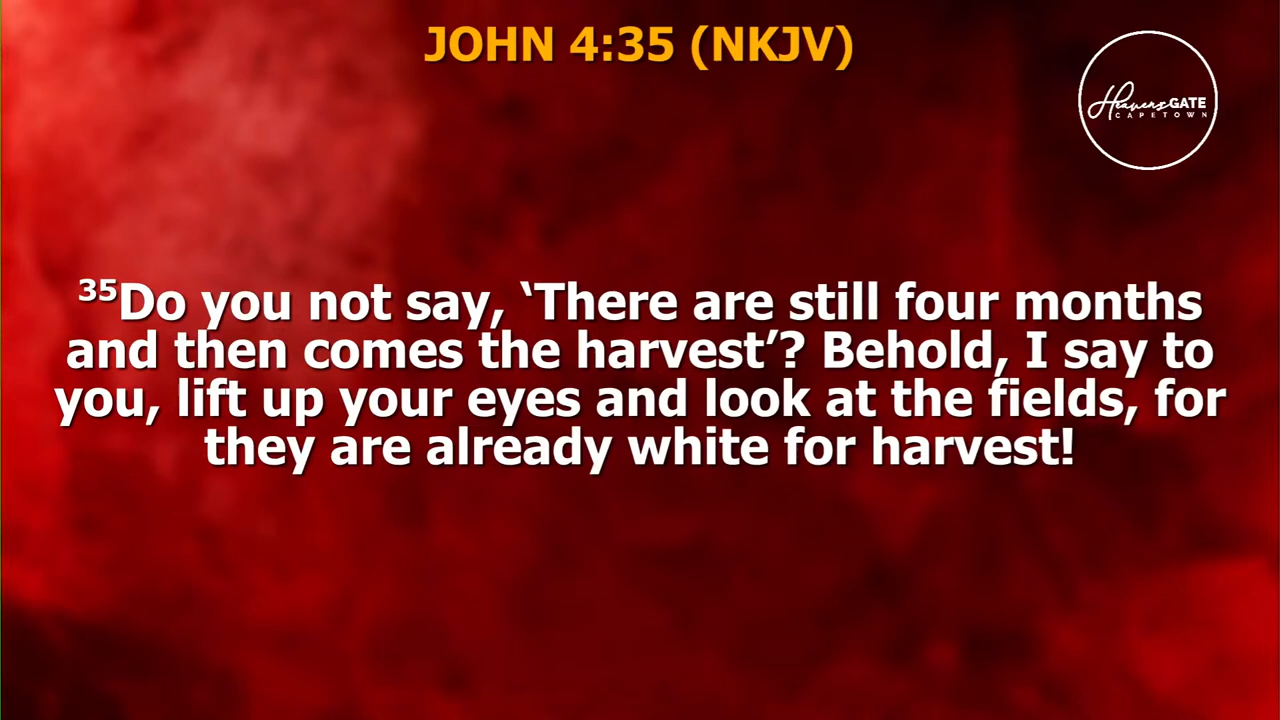 JOHN 4:35 (NKJV)
HeavensGATE
CAPETOWN
35Do you not say, ‘There are still four months
and then comes the harvest’? Behold, I say to
you, lift up your eyes and look at the fields, for
they are already white for harvest!